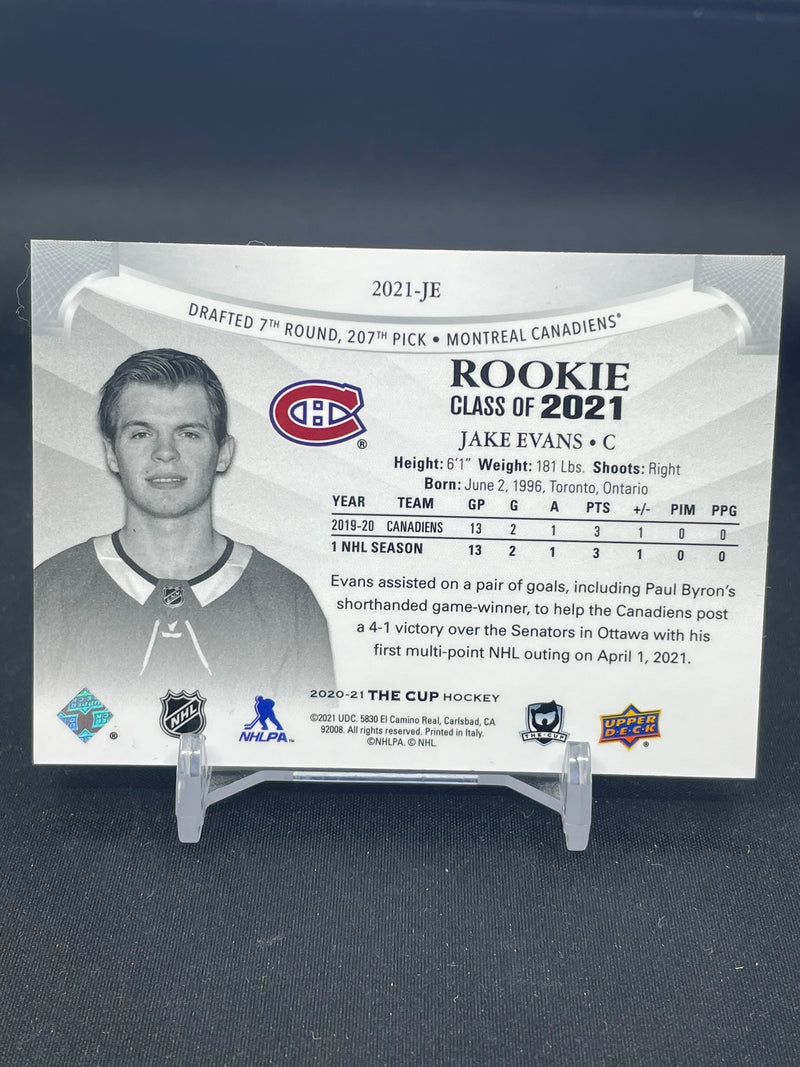 2021-JE
DRAFTED 7TH ROUND, 207TH PICK • MONTREAL CANADIENS®
ROOKIE
CLASS OF 2021
JAKE EVANS • C
Height: 6'1" Weight: 181 Lbs. Shoots: Right
Born: June 2, 1996, Toronto, Ontario
YEAR TEAM GP G A PTS +/- PIM PPG
2019-20 CANADIENS 13 2 1 3 1 0 0
1 NHL SEASON 13 2 1 3 1 0 0
Evans assisted on a pair of goals, including Paul Byron's
shorthanded game-winner, to help the Canadiens post
a 4-1 victory over the Senators in Ottawa with his
first multi-point NHL outing on April 1, 2021.
2020-21 THE CUP HOCKEY
©2021 UDC. 5830 El Camino Real, Carlsbad, CA
92008. All rights reserved. Printed in Italy.
©NHLPA. © NHL.
NHL
NHLPA™
THE-CUP
UPPER
D·E·C·K